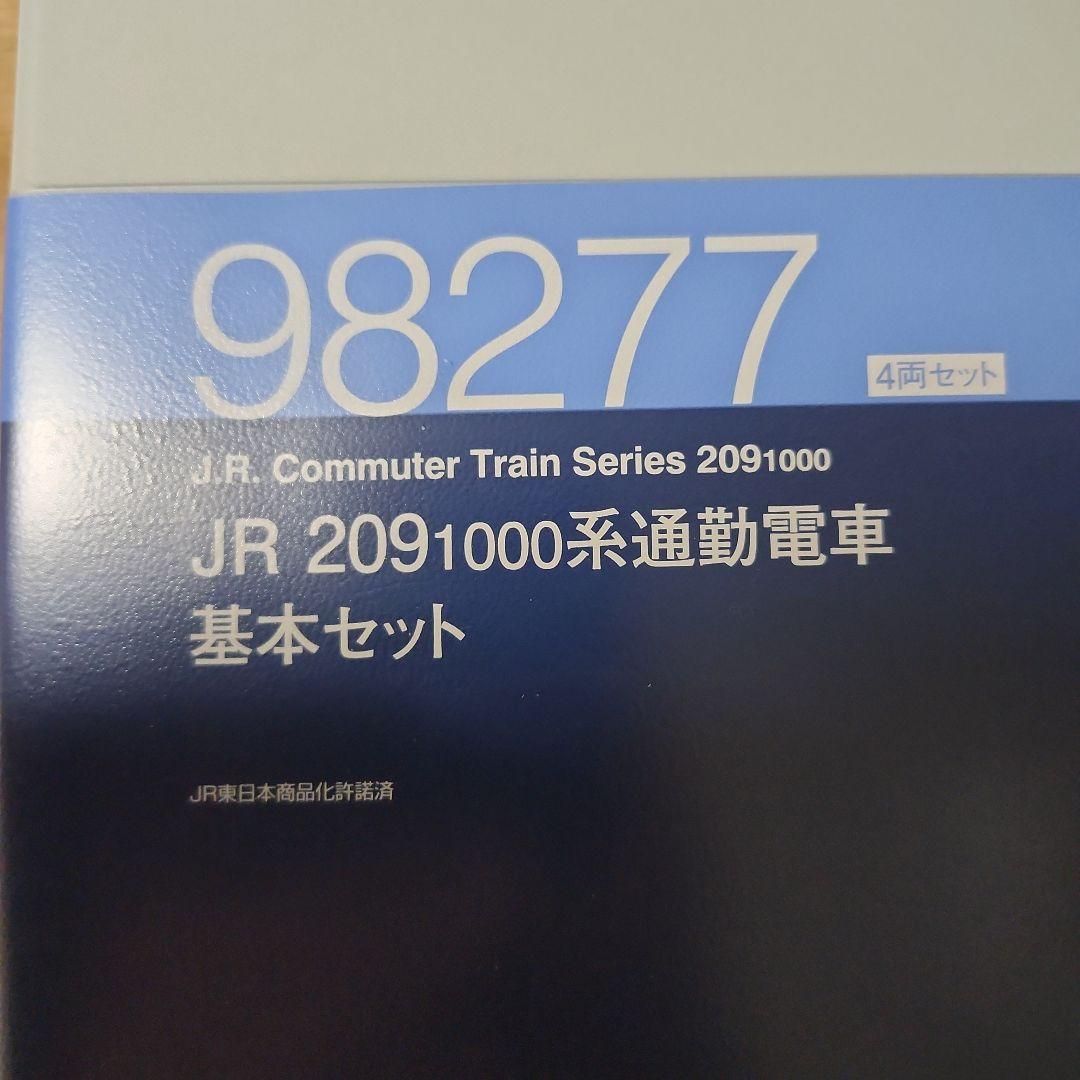 98277
4両セット
J.R. Commuter Train Series 2091000
JR 2091000系通勤電車
基本セット
JR東日本商品化許諾済